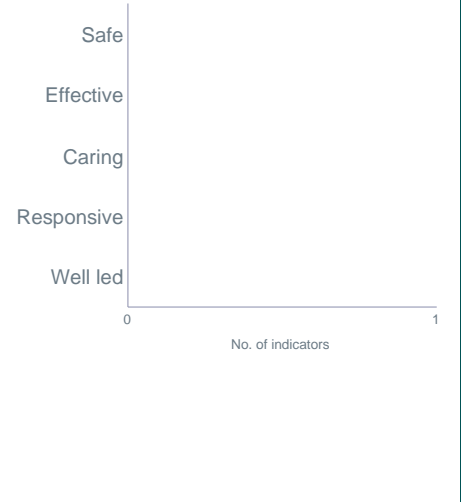 Safe
Effective
Caring
Responsive
Well led
0 1
No. of indicators